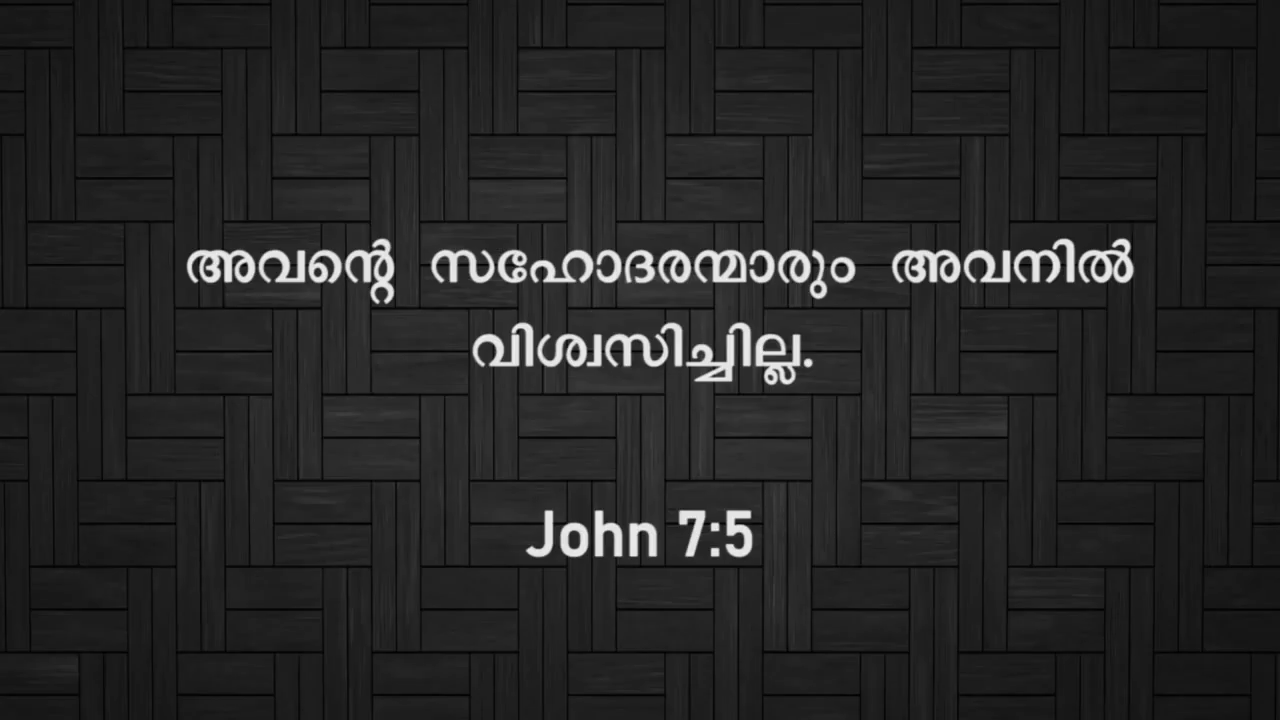 അവന്റെ സഹോദരന്മാരും അവനിൽ
വിശ്വസിച്ചില്ല.
John 7:5